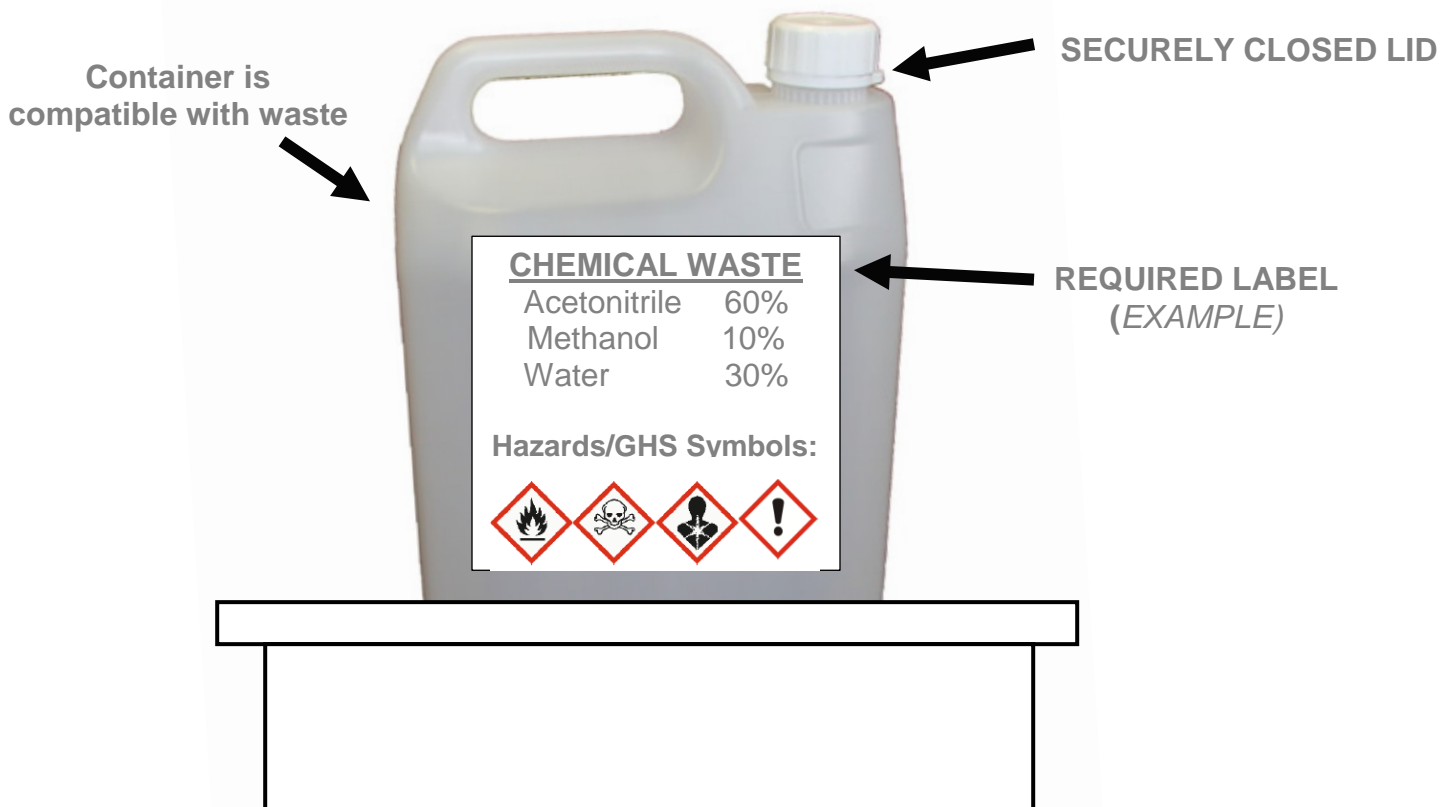 Container is
compatible with waste
SECURELY CLOSED LID
CHEMICAL WASTE
Acetonitrile 60%
Methanol 10%
Water 30%
Hazards/GHS Symbols:
REQUIRED LABEL
(EXAMPLE)